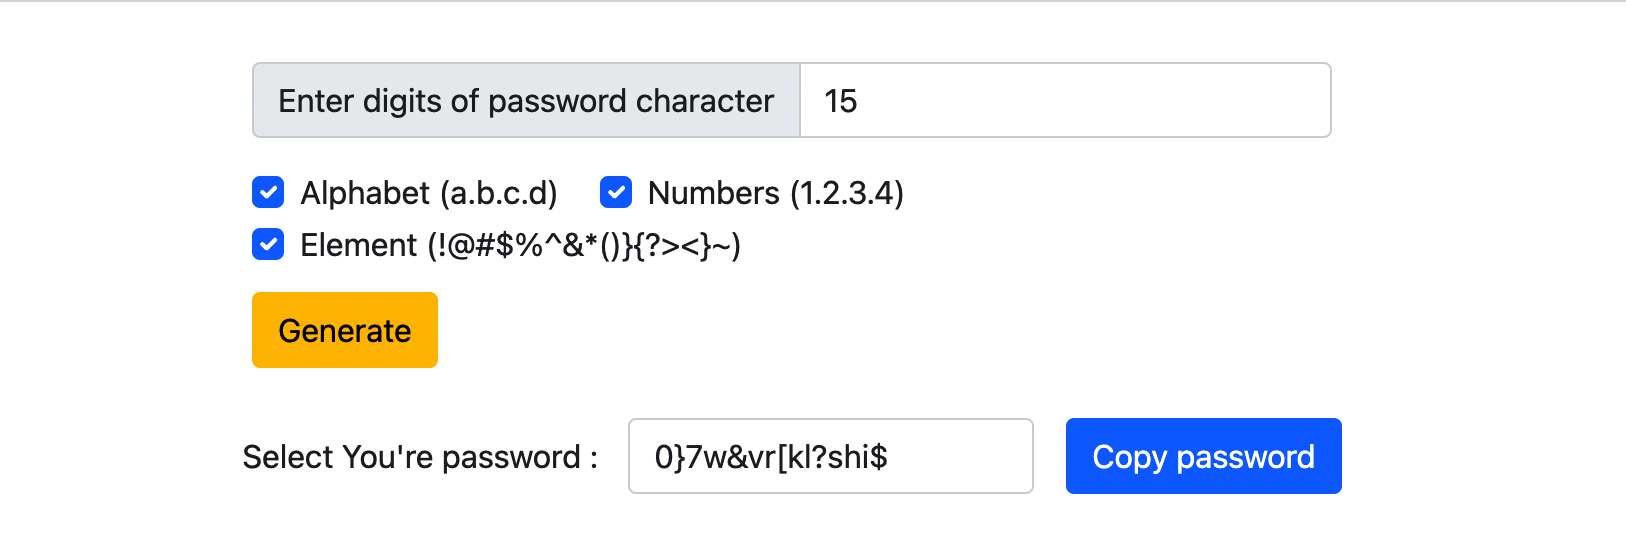 Enter digits of password character 15
Alphabet (a.b.c.d) Numbers (1.2.3.4)
Element (!@#$%^&*()}{?><}~)
Generate
Select You're password : 0}7w&vr[kl?shi$ Copy password